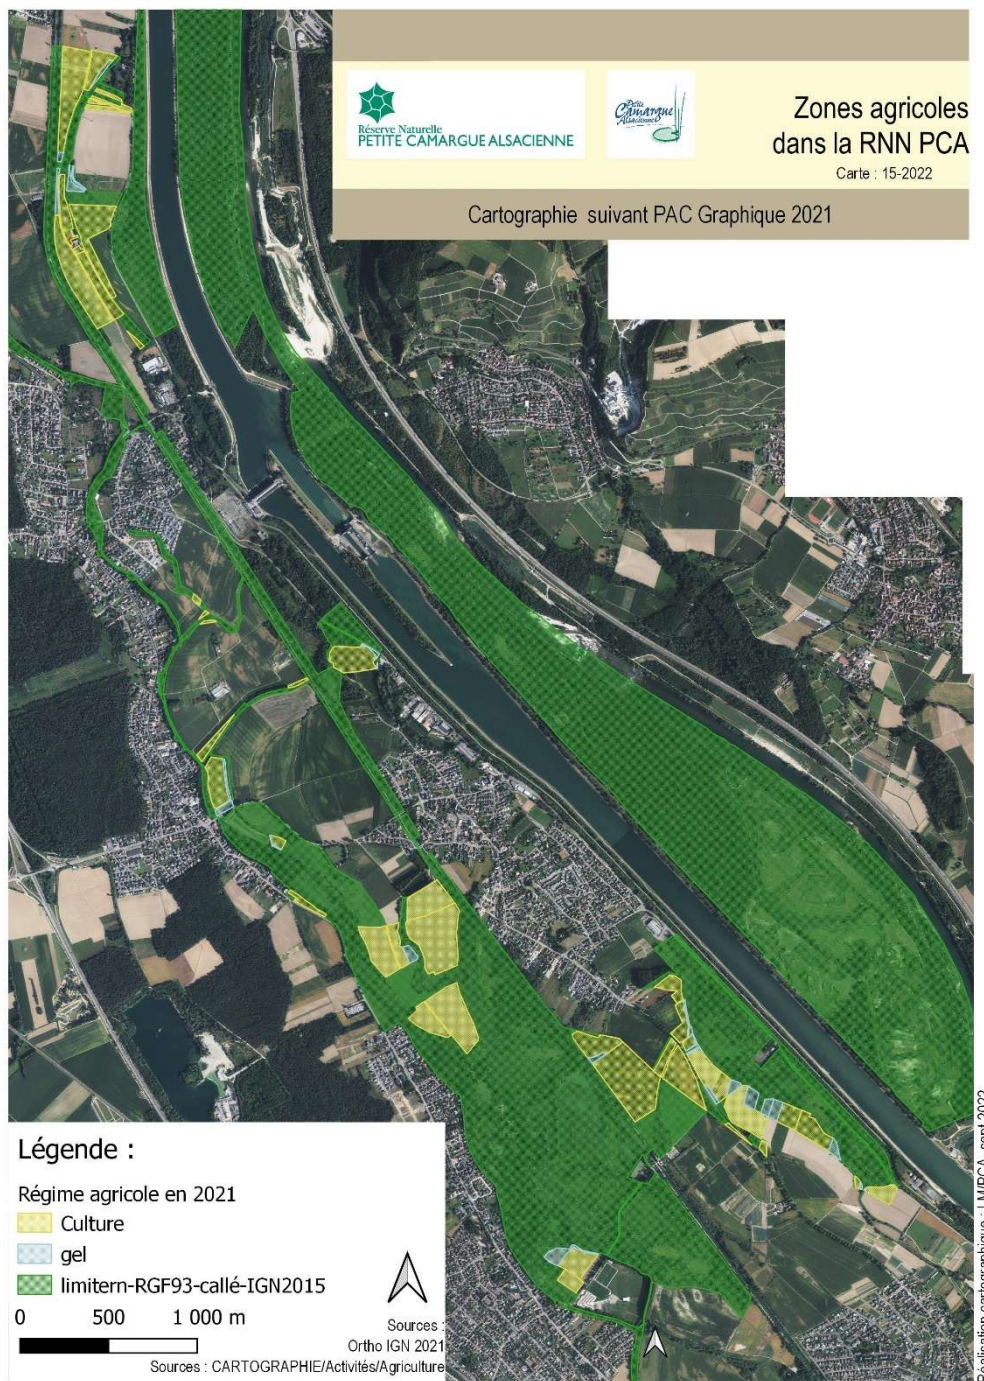 Réserve Naturelle
PETITE CAMARGUE ALSACIENNE
Petite
Camargue
Alsacienne
Zones agricoles
dans la RNN PCA
Carte : 15-2022
Cartographie suivant PAC Graphique 2021
Légende :
Régime agricole en 2021
Culture
gel
limitern-RGF93-callé-IGN2015
0 500 1 000 m
Sources :
Ortho IGN 2021
Sources : CARTOGRAPHIE/Activités/Agriculture
Réalisation cartographique : LM/PCA, sept 2022